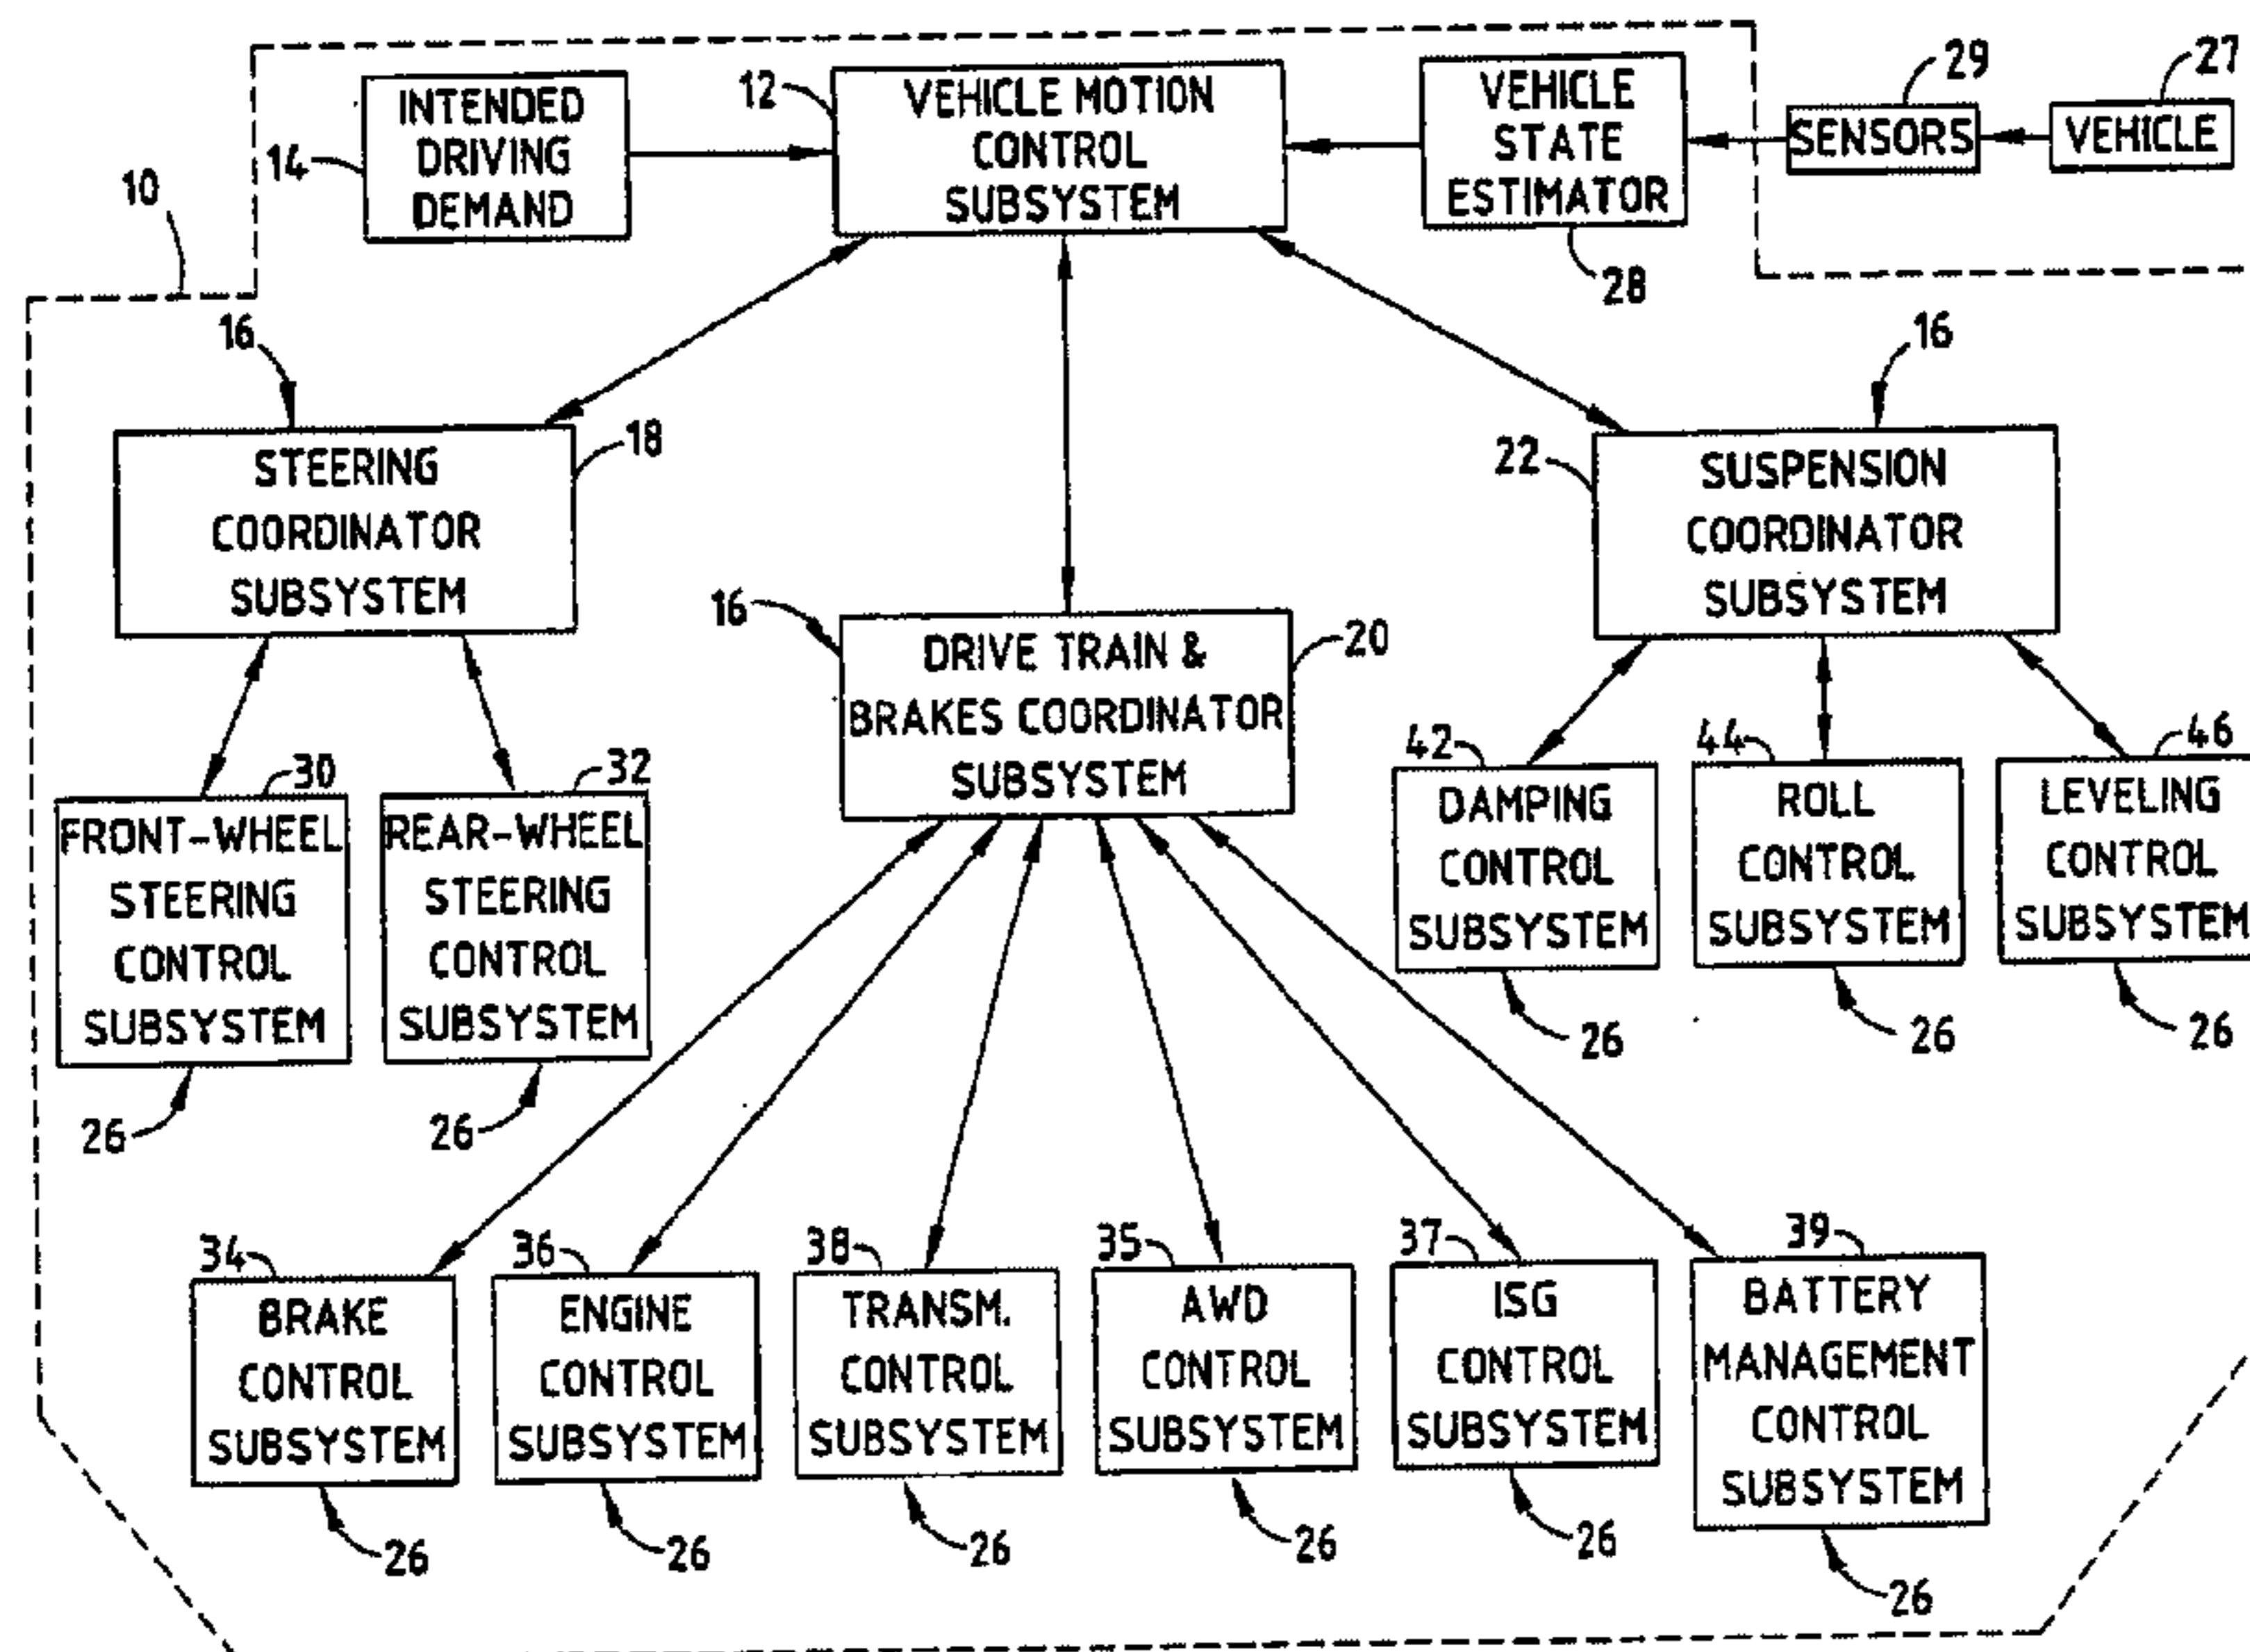 12
29
27
INTENDED
DRIVING
DEMAND
VEHICLE MOTION
CONTROL
SUBSYSTEM
VEHICLE
STATE
ESTIMATOR
SENSORS
VEHICLE
14
10
28
16
16
18
STEERING
COORDINATOR
SUBSYSTEM
22
SUSPENSION
COORDINATOR
SUBSYSTEM
16
20
DRIVE TRAIN &
BRAKES COORDINATOR
SUBSYSTEM
30
32
42
44
46
FRONT-WHEEL
STEERING
CONTROL
SUBSYSTEM
REAR-WHEEL
STEERING
CONTROL
SUBSYSTEM
DAMPING
CONTROL
SUBSYSTEM
ROLL
CONTROL
SUBSYSTEM
LEVELING
CONTROL
SUBSYSTEM
26
26
26
26
26
34
36
38
35
37
39
BRAKE
CONTROL
SUBSYSTEM
ENGINE
CONTROL
SUBSYSTEM
TRANSM.
CONTROL
SUBSYSTEM
AWD
CONTROL
SUBSYSTEM
ISG
CONTROL
SUBSYSTEM
BATTERY
MANAGEMENT
CONTROL
SUBSYSTEM
26
26
26
26
26
26